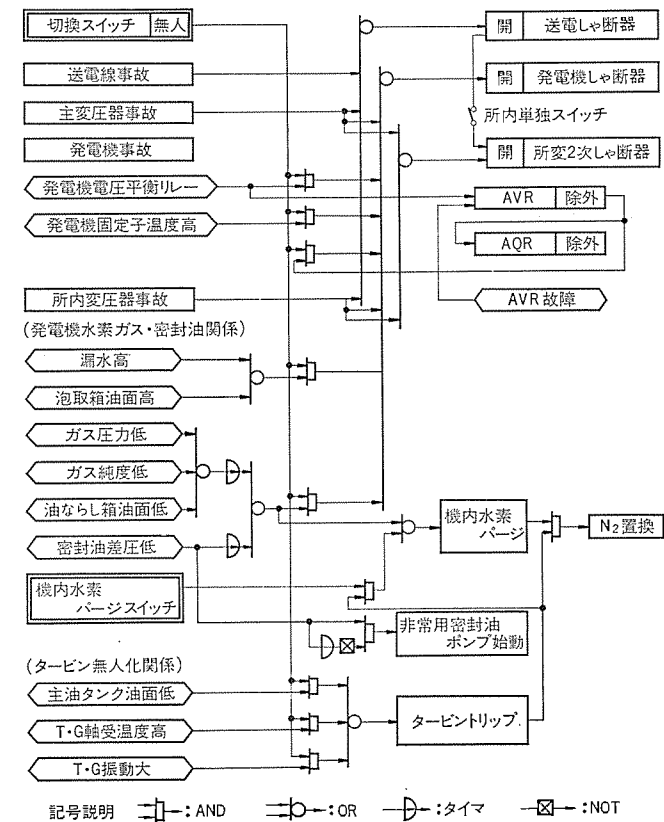 切換スイッチ 無人
開 送電しゃ断器
送電線事故
開 発電機しゃ断器
主変圧器事故
所内単独スイッチ
発電機事故
開 所変2次しゃ断器
発電機電圧平衡リレー
AVR 除外
発電機固定子温度高
AQR 除外
所内変圧器事故
AVR故障
(発電機水素ガス・密封油関係)
漏水高
泡取箱油面高
ガス圧力低
ガス純度低
油ならし箱油面低
機内水素
パージ
N₂置換
密封油差圧低
機内水素
パージスイッチ
非常用密封油
ポンプ始動
(タービン無人化関係)
主油タンク油面低
T・G軸受温度高
タービントリップ
T・G振動大
記号説明 :AND :OR :タイマ :NOT